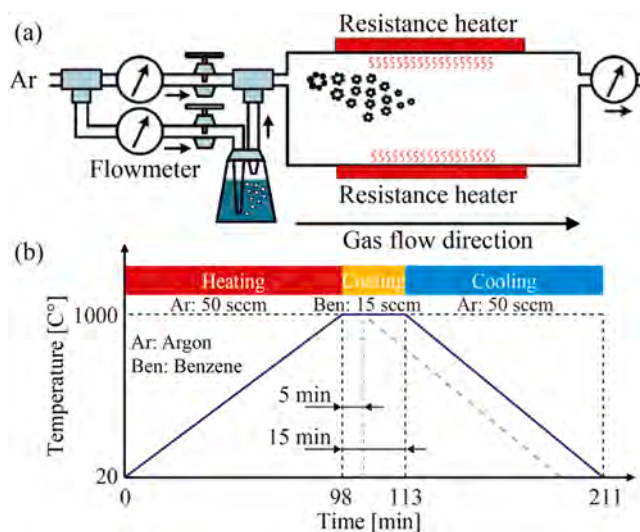 (a)
Resistance heater
Ar
Flowmeter
Resistance heater
Gas flow direction
(b)
Heating
Coating
Cooling
Ar: 50 sccm
Ben: 15 sccm
Ar: 50 sccm
1000
Ar: Argon
Ben: Benzene
5 min
15 min
Temperature [C°]
20
0
98
113
211
Time [min]